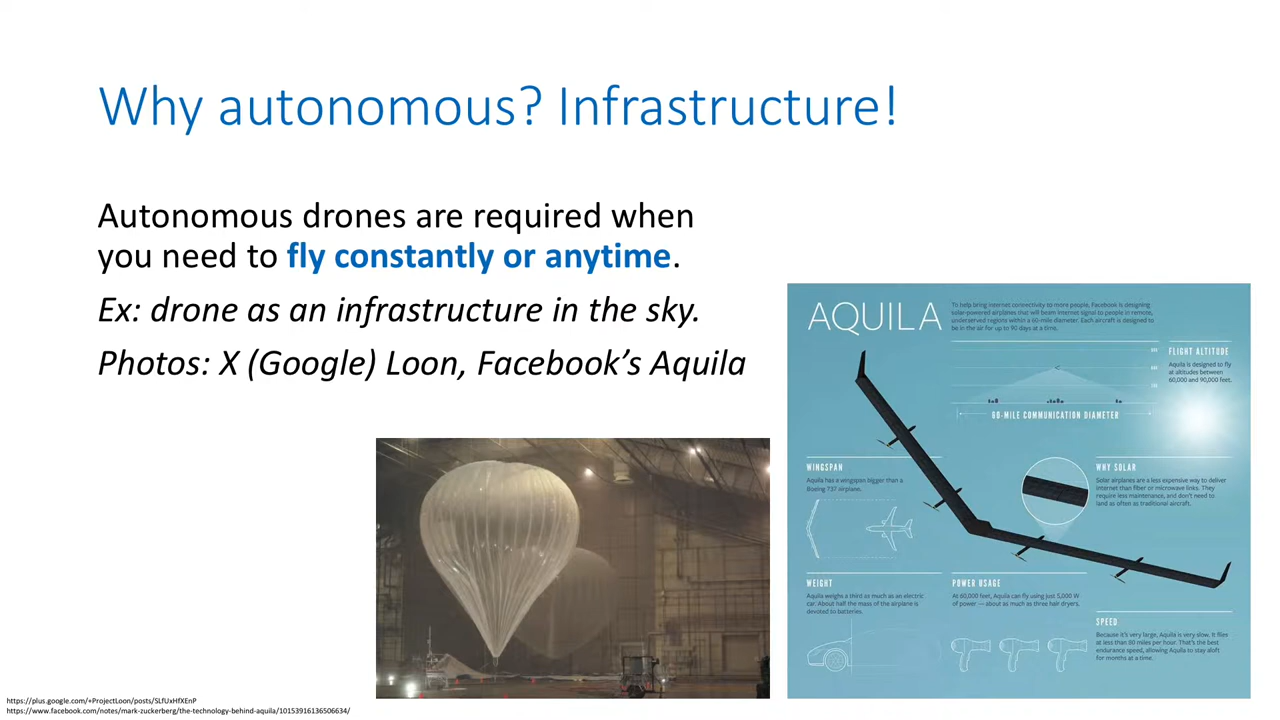 Why autonomous? Infrastructure!
Autonomous drones are required when
you need to fly constantly or anytime.
Ex: drone as an infrastructure in the sky.
Photos: X (Google) Loon, Facebook’s Aquila
AQUILA
To help bring internet connectivity to more people, Facebook is designing
solar-powered airplanes that will beam internet signal to people in remote,
underserved regions within a 60-mile diameter. Each aircraft is designed to
be in the air for up to 90 days at a time.
FLIGHT ALTITUDE
Aquila is designed to fly
at altitudes between
60,000 and 90,000 feet.
60-MILE COMMUNICATION DIAMETER
WINGSPAN
Aquila has a wingspan bigger than a
Boeing 737 airplane.
WHY SOLAR
Solar airplanes are a less expensive way to deliver
internet than fiber or microwave links. They
require less maintenance, and don't need to
land as often as traditional aircraft.
WEIGHT
Aquila weighs a third as much as an electric
car. About half the mass of the airplane is
devoted to batteries.
POWER USAGE
At 60,000 feet, Aquila can fly using just 5,000 W
of power — about as much as three hair dryers.
SPEED
Because it's very large, Aquila is very slow. It flies
at less than 80 miles per hour. That's the best
endurance speed, allowing Aquila to stay aloft
for months at a time.
https://plus.google.com/+ProjectLoon/posts/SLfUxHfXEnP
https://www.facebook.com/notes/mark-zuckerberg/the-technology-behind-aquila/10153916136506634/